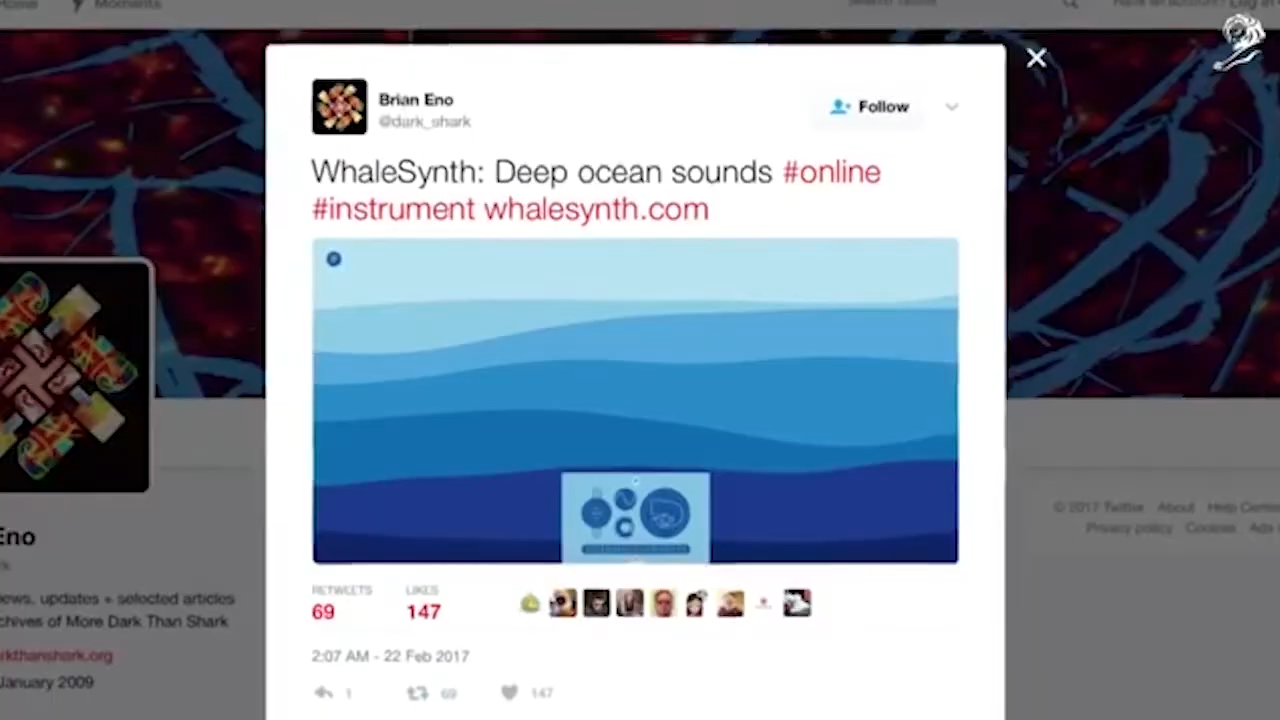 Home Moments
Brian Eno
@dark_shark
Follow
WhaleSynth: Deep ocean sounds #online
#instrument whalesynth.com
RETWEETS LIKES
69 147
2:07 AM - 22 Feb 2017
1 69 147
Eno
ews, updates + selected articles
chives of More Dark Than Shark
rkthanshark.org
January 2009
© 2017 Twitter About Help
Privacy policy Cookies Ads